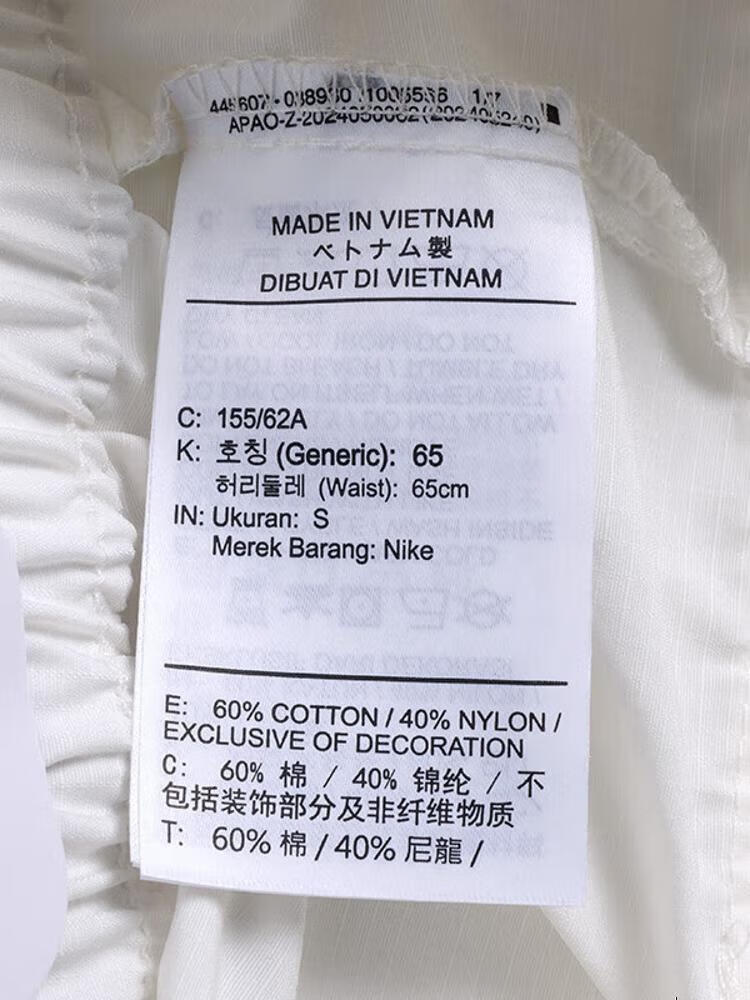 MADE IN VIETNAM
ベトナム製
DIBUAT DI VIETNAM
C: 155/62A
K: 호칭 (Generic): 65
허리둘레 (Waist): 65cm
IN: Ukuran: S
Merek Barang: Nike
E: 60% COTTON / 40% NYLON /
EXCLUSIVE OF DECORATION
C: 60% 棉 / 40% 锦纶 / 不
包括装饰部分及非纤维物质
T: 60% 棉 / 40% 尼龍 /